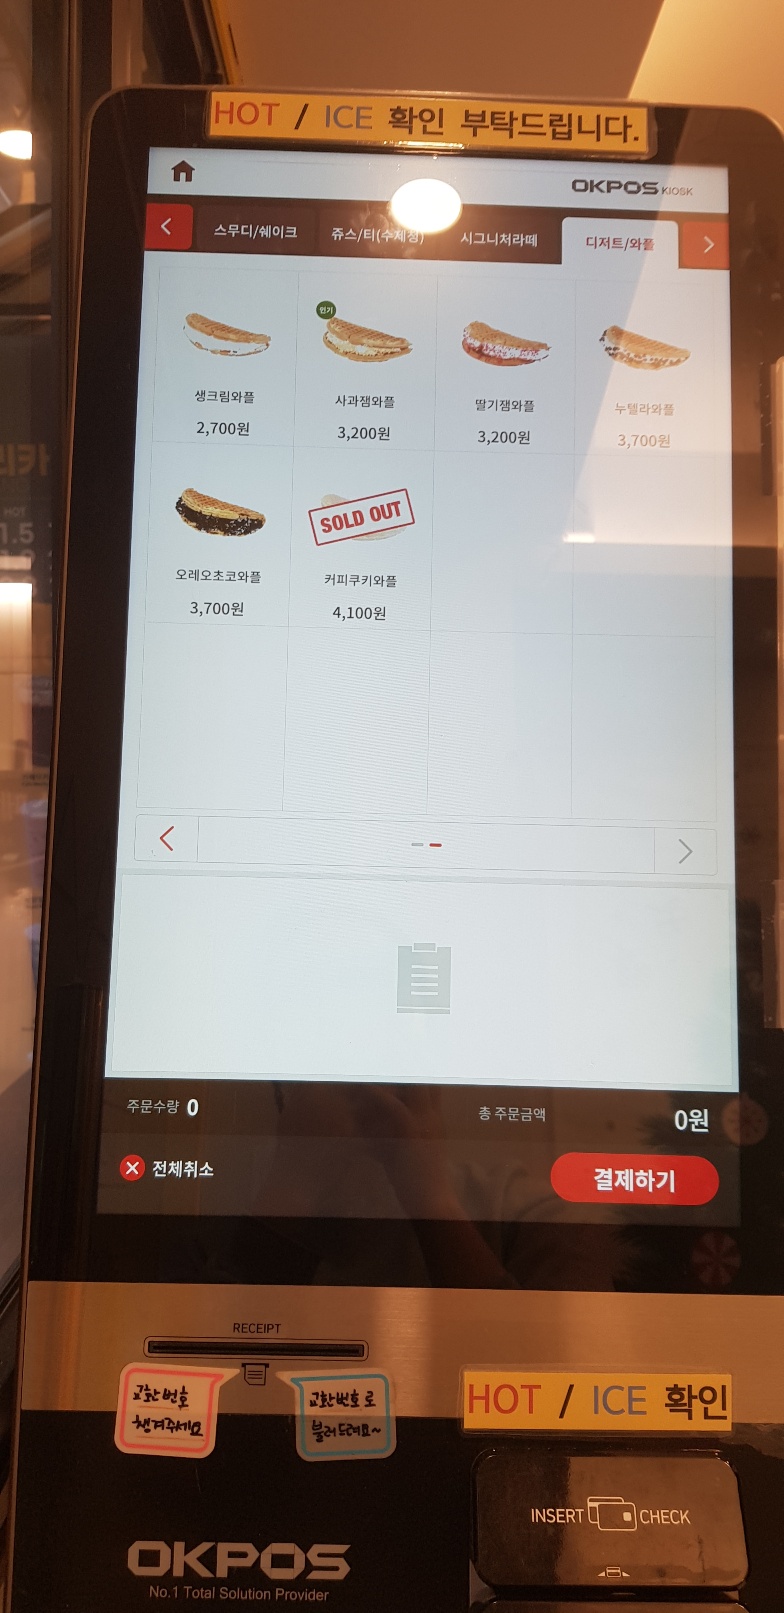 HOT / ICE 확인 부탁드립니다.
OKPOS KIOSK
스무디/쉐이크 쥬스/티(수제청) 시그니처라떼 디저트/와플
인기
생크림와플 사과잼와플 딸기잼와플 누텔라와플
2,700원 3,200원 3,200원 3,700원
SOLD OUT
오레오초코와플 커피쿠키와플
3,700원 4,100원
주문수량 0 총 주문금액 0원
전체취소 결제하기
RECEIPT
교환번호
챙겨주세요
교환번호로
불러드려요~
HOT / ICE 확인
INSERT CHECK
OKPOS
No.1 Total Solution Provider
리카
HOT
1.5